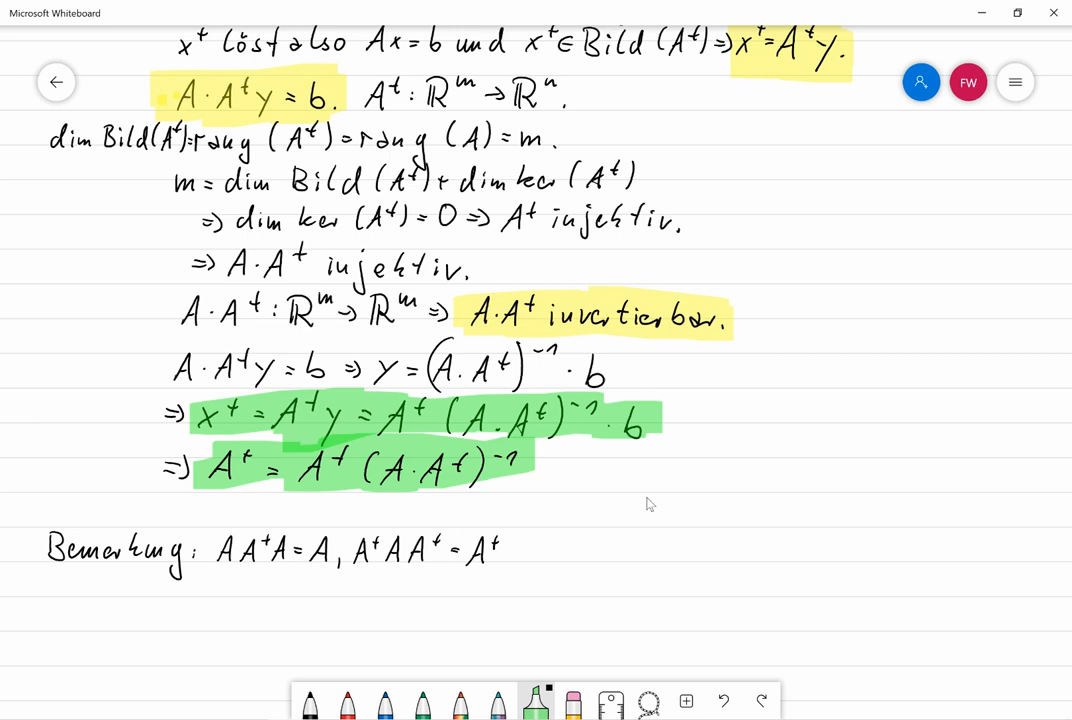 Microsoft Whiteboard
x⁺ löst also Ax = b und x⁺ ∈ Bild (Aᵗ) ⇒ x⁺ = Aᵗy.
A·Aᵗy = b. Aᵗ : ℝᵐ → ℝⁿ.
FW
dim Bild(Aᵗ) = rang (Aᵗ) = rang (A) = m.
m = dim Bild (Aᵗ) + dim ker (Aᵗ)
⇒ dim ker (Aᵗ) = 0 ⇒ Aᵗ injektiv.
⇒ A·Aᵗ injektiv.
A·Aᵗ : ℝᵐ → ℝᵐ ⇒ A·Aᵗ invertierbar.
A·Aᵗy = b ⇒ y = (A·Aᵗ)⁻¹ · b
⇒ x⁺ = Aᵗy = Aᵗ (A·Aᵗ)⁻¹ · b
⇒ A⁺ = Aᵗ (A·Aᵗ)⁻¹
Bemerkung: AA⁺A = A, A⁺AA⁺ = A⁺